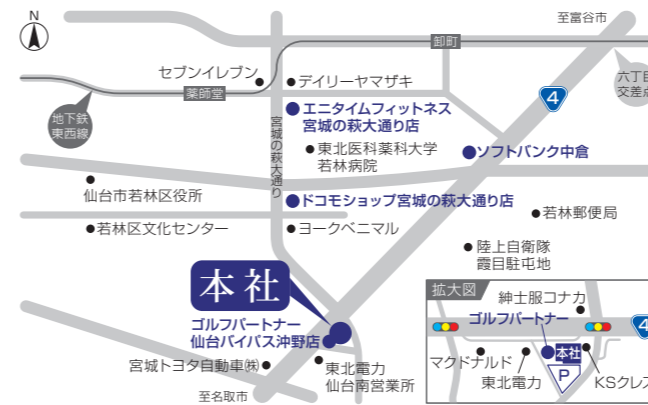 N
至富谷市
卸町
セブンイレブン
デイリーヤマザキ
薬師堂
六丁目
交差点
4
地下鉄
東西線
エニタイムフィットネス
宮城の萩大通り店
宮城の萩大通り
東北医科薬科大学
若林病院
ソフトバンク中倉
仙台市若林区役所
ドコモショップ宮城の萩大通り店
若林郵便局
若林区文化センター
ヨークベニマル
陸上自衛隊
霞目駐屯地
本社
拡大図
紳士服コナカ
ゴルフパートナー
仙台バイパス沖野店
ゴルフパートナー
4
宮城トヨタ自動車㈱
東北電力
仙台南営業所
マクドナルド
東北電力
本社
P
KSクレス
至名取市